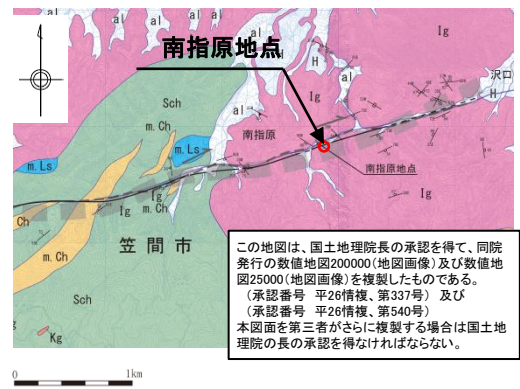 南指原地点
al
al
H
al
Ig
沢口
H
Sch
al
Ig
m. Ch
南指原
m. Ls
南指原地点
m. Ls
Ig
Ig
m. Ch
Ch
笠間市
Sch
Kg
この地図は、国土地理院長の承認を得て、同院
発行の数値地図200000(地図画像)及び数値地
図25000(地図画像)を複製したものである。
(承認番号 平26情複、第337号) 及び
(承認番号 平26情複、第540号)
本図面を第三者がさらに複製する場合は国土地
理院の長の承認を得なければならない。
0 1km